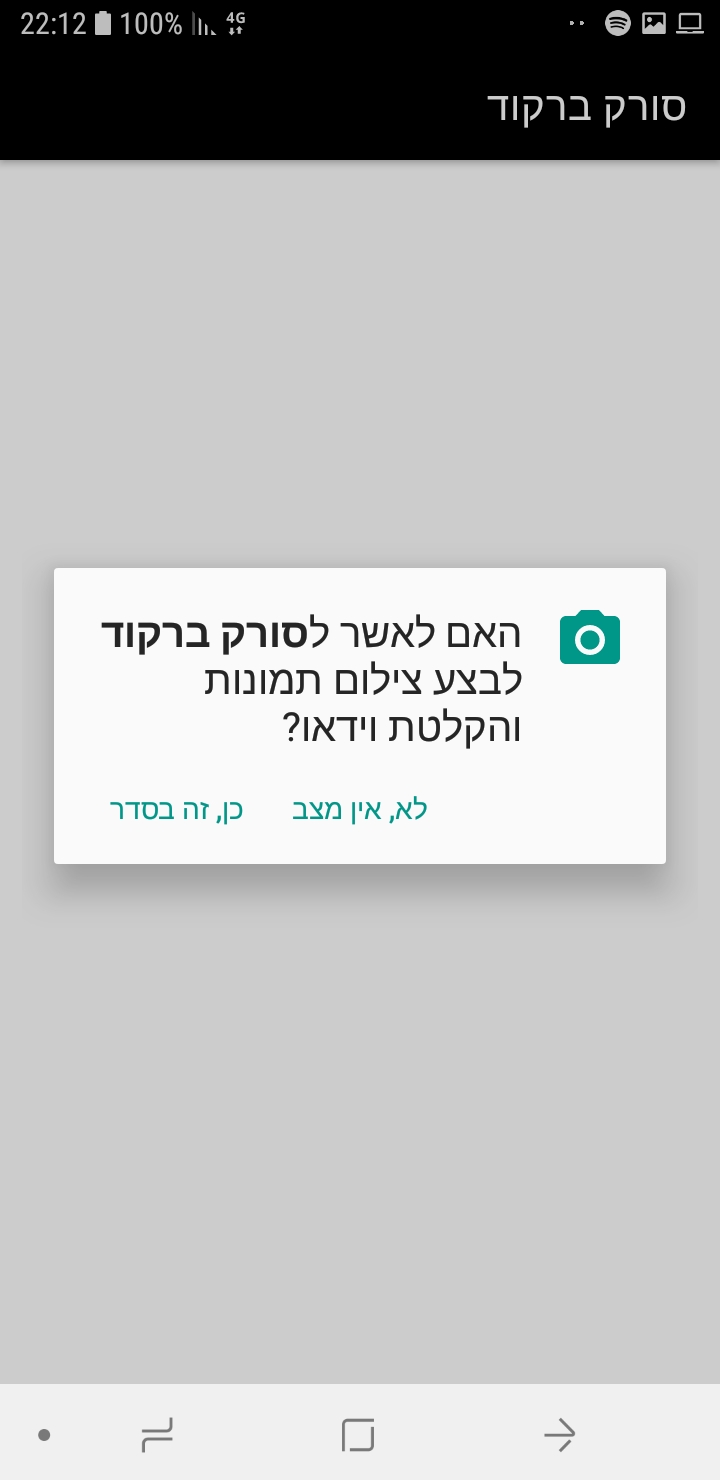 22:12 100% 4G
סורק ברקוד
האם לאשר לסורק ברקוד
לבצע צילום תמונות
והקלטת וידאו?
לא, אין מצב
כן, זה בסדר